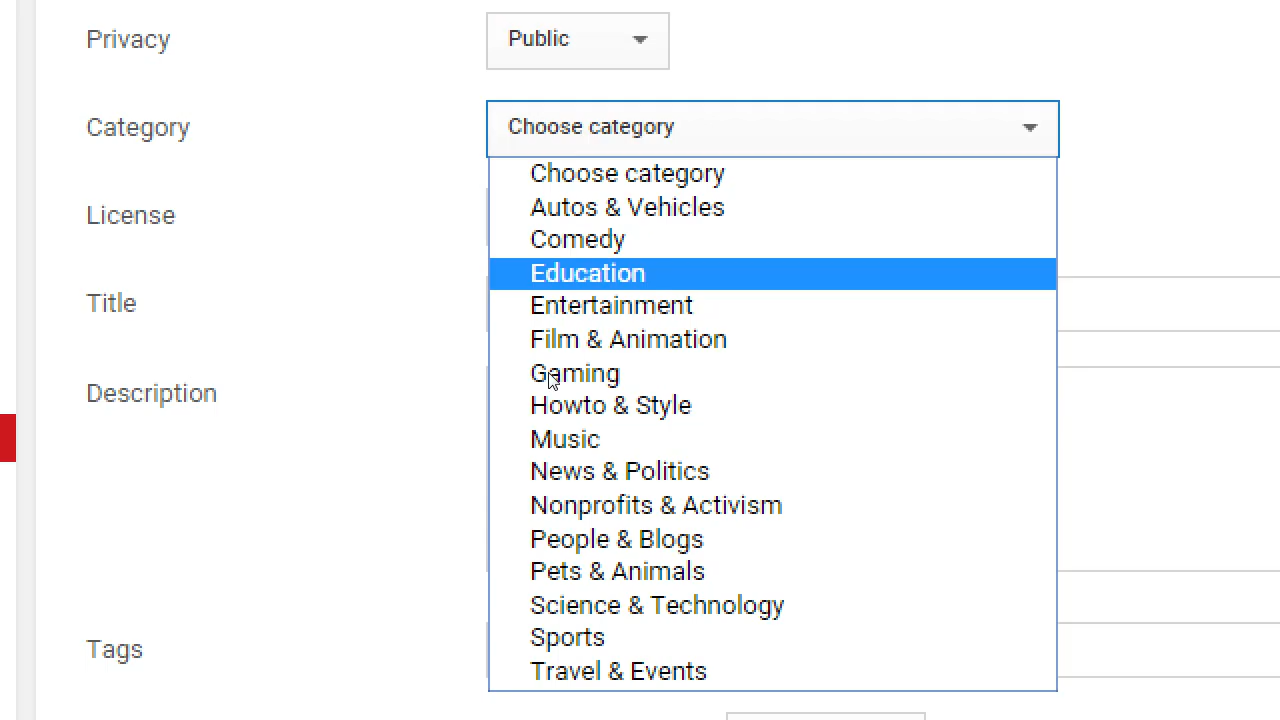 Privacy
Public
Category
Choose category
Choose category
Autos & Vehicles
Comedy
License
Education
Entertainment
Title
Film & Animation
Gaming
Description
Howto & Style
Music
News & Politics
Nonprofits & Activism
People & Blogs
Pets & Animals
Science & Technology
Sports
Tags
Travel & Events